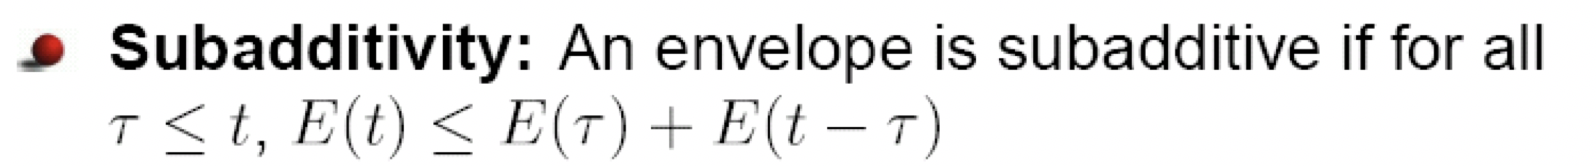 Subadditivity: An envelope is subadditive if for all
τ ≤ t, E(t) ≤ E(τ) + E(t − τ)